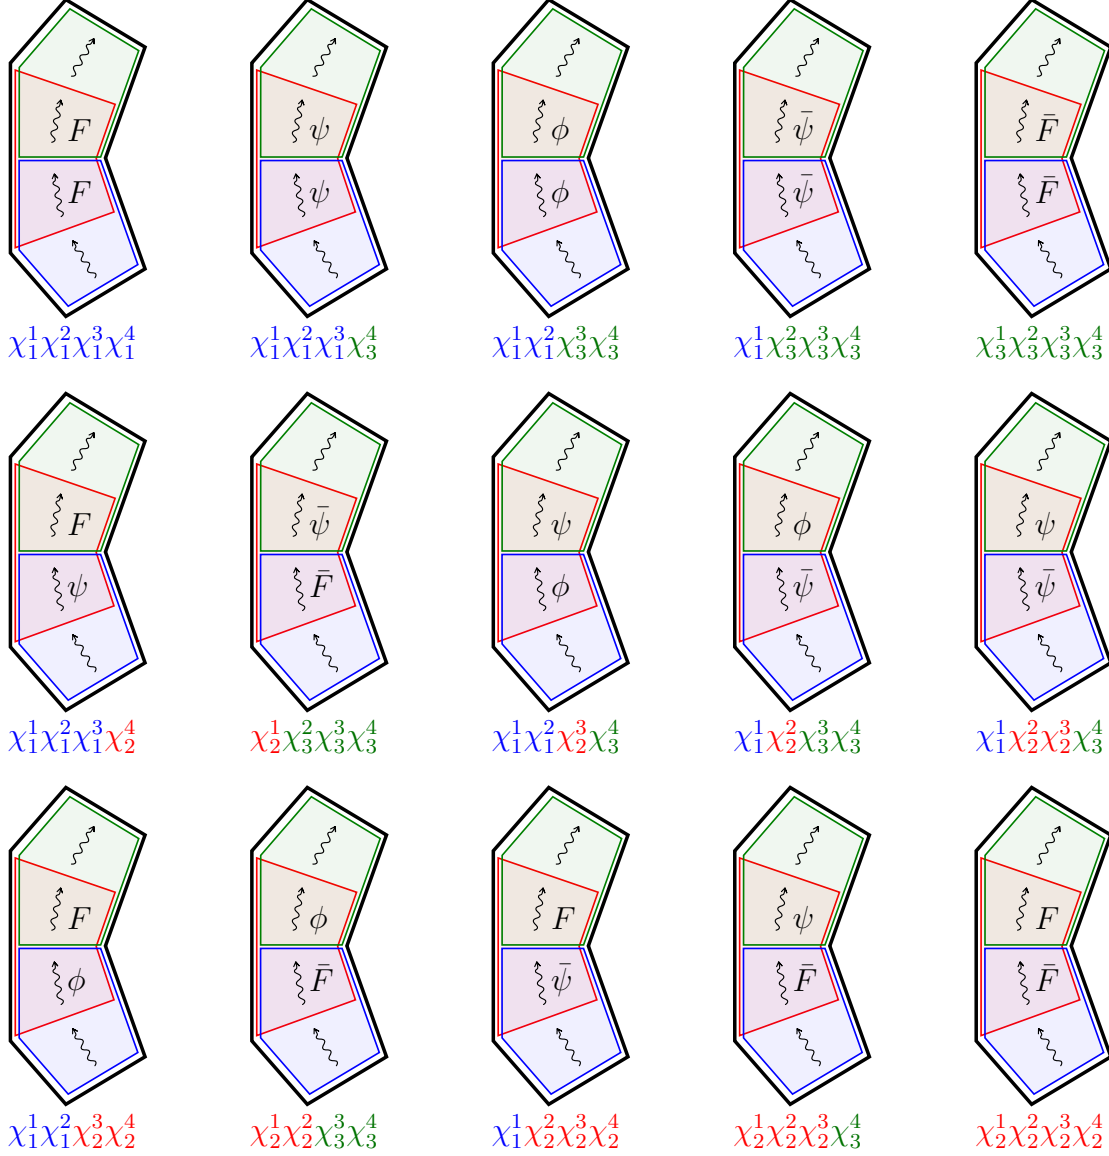 F ψ φ ψ̄ F̄
F ψ φ ψ̄ F̄
χ₁¹χ₁²χ₁³χ₁⁴ χ₁¹χ₁²χ₁³χ₃⁴ χ₁¹χ₁²χ₃³χ₃⁴ χ₁¹χ₃²χ₃³χ₃⁴ χ₃¹χ₃²χ₃³χ₃⁴
F ψ̄ ψ φ ψ
ψ F̄ φ ψ̄ ψ̄
χ₁¹χ₁²χ₁³χ₂⁴ χ₂¹χ₃²χ₃³χ₃⁴ χ₁¹χ₁²χ₂³χ₃⁴ χ₁¹χ₂²χ₃³χ₃⁴ χ₁¹χ₂²χ₂³χ₃⁴
F φ F ψ F
φ F̄ ψ̄ F̄ F̄
χ₁¹χ₁²χ₂³χ₂⁴ χ₂¹χ₂²χ₃³χ₃⁴ χ₁¹χ₂²χ₂³χ₂⁴ χ₂¹χ₂²χ₂³χ₃⁴ χ₂¹χ₂²χ₂³χ₂⁴